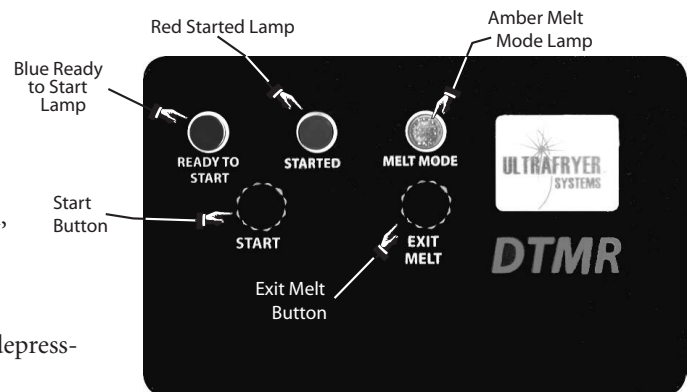 Amber Melt
Mode Lamp
Red Started Lamp
Blue Ready
to Start
Lamp
READY TO
START
STARTED
MELT MODE
ULTRAFRYER
SYSTEMS
Start
Button
,
START
EXIT
MELT
DTMR
Exit Melt
Button
depress-